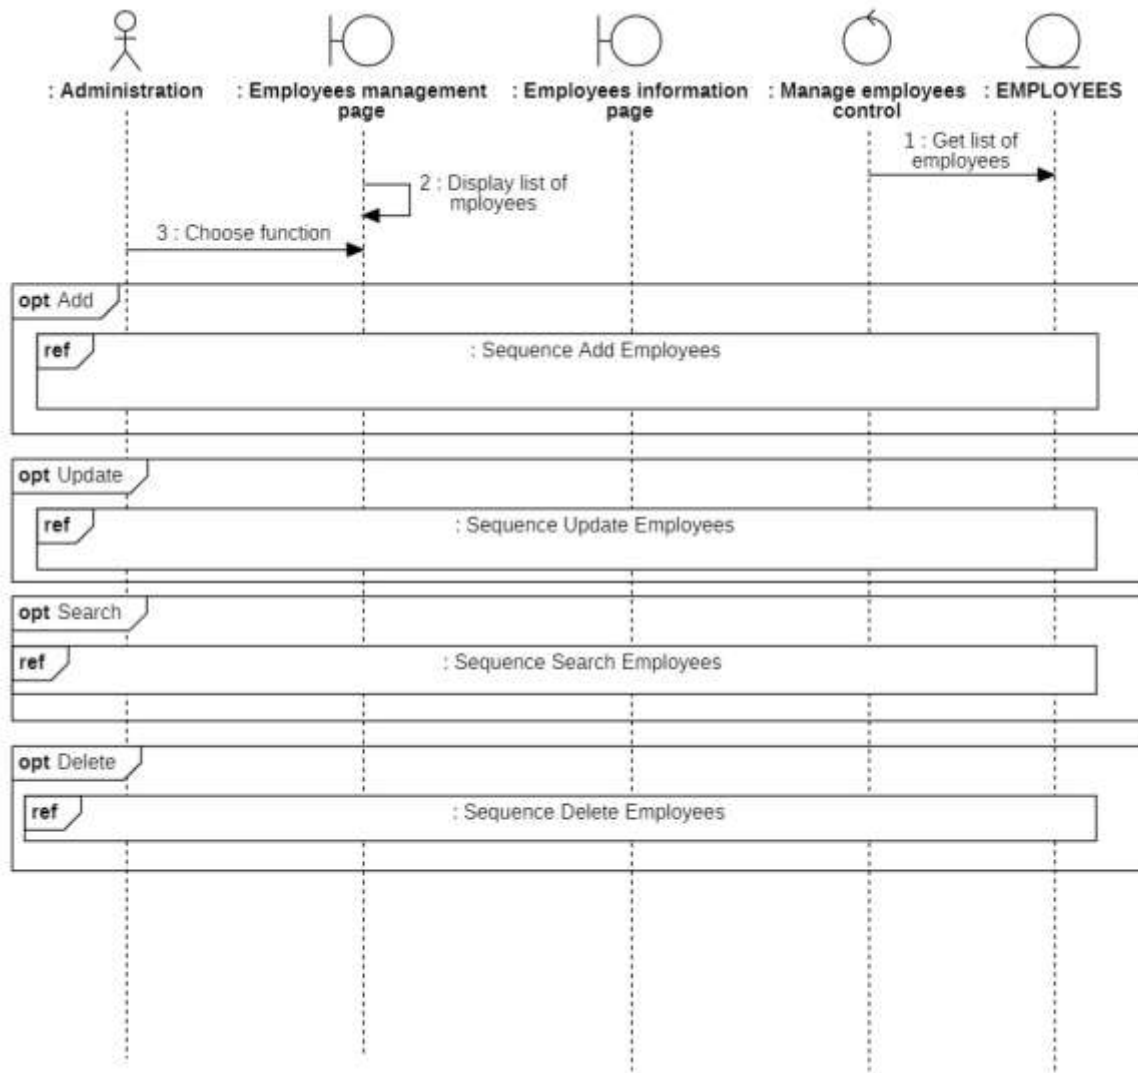 : Administration
: Employees management
page
: Employees information
page
: Manage employees
control
: EMPLOYEES
1 : Get list of
employees
2 : Display list of
mployees
3 : Choose function
opt Add
ref
: Sequence Add Employees
opt Update
ref
: Sequence Update Employees
opt Search
ref
: Sequence Search Employees
opt Delete
ref
: Sequence Delete Employees